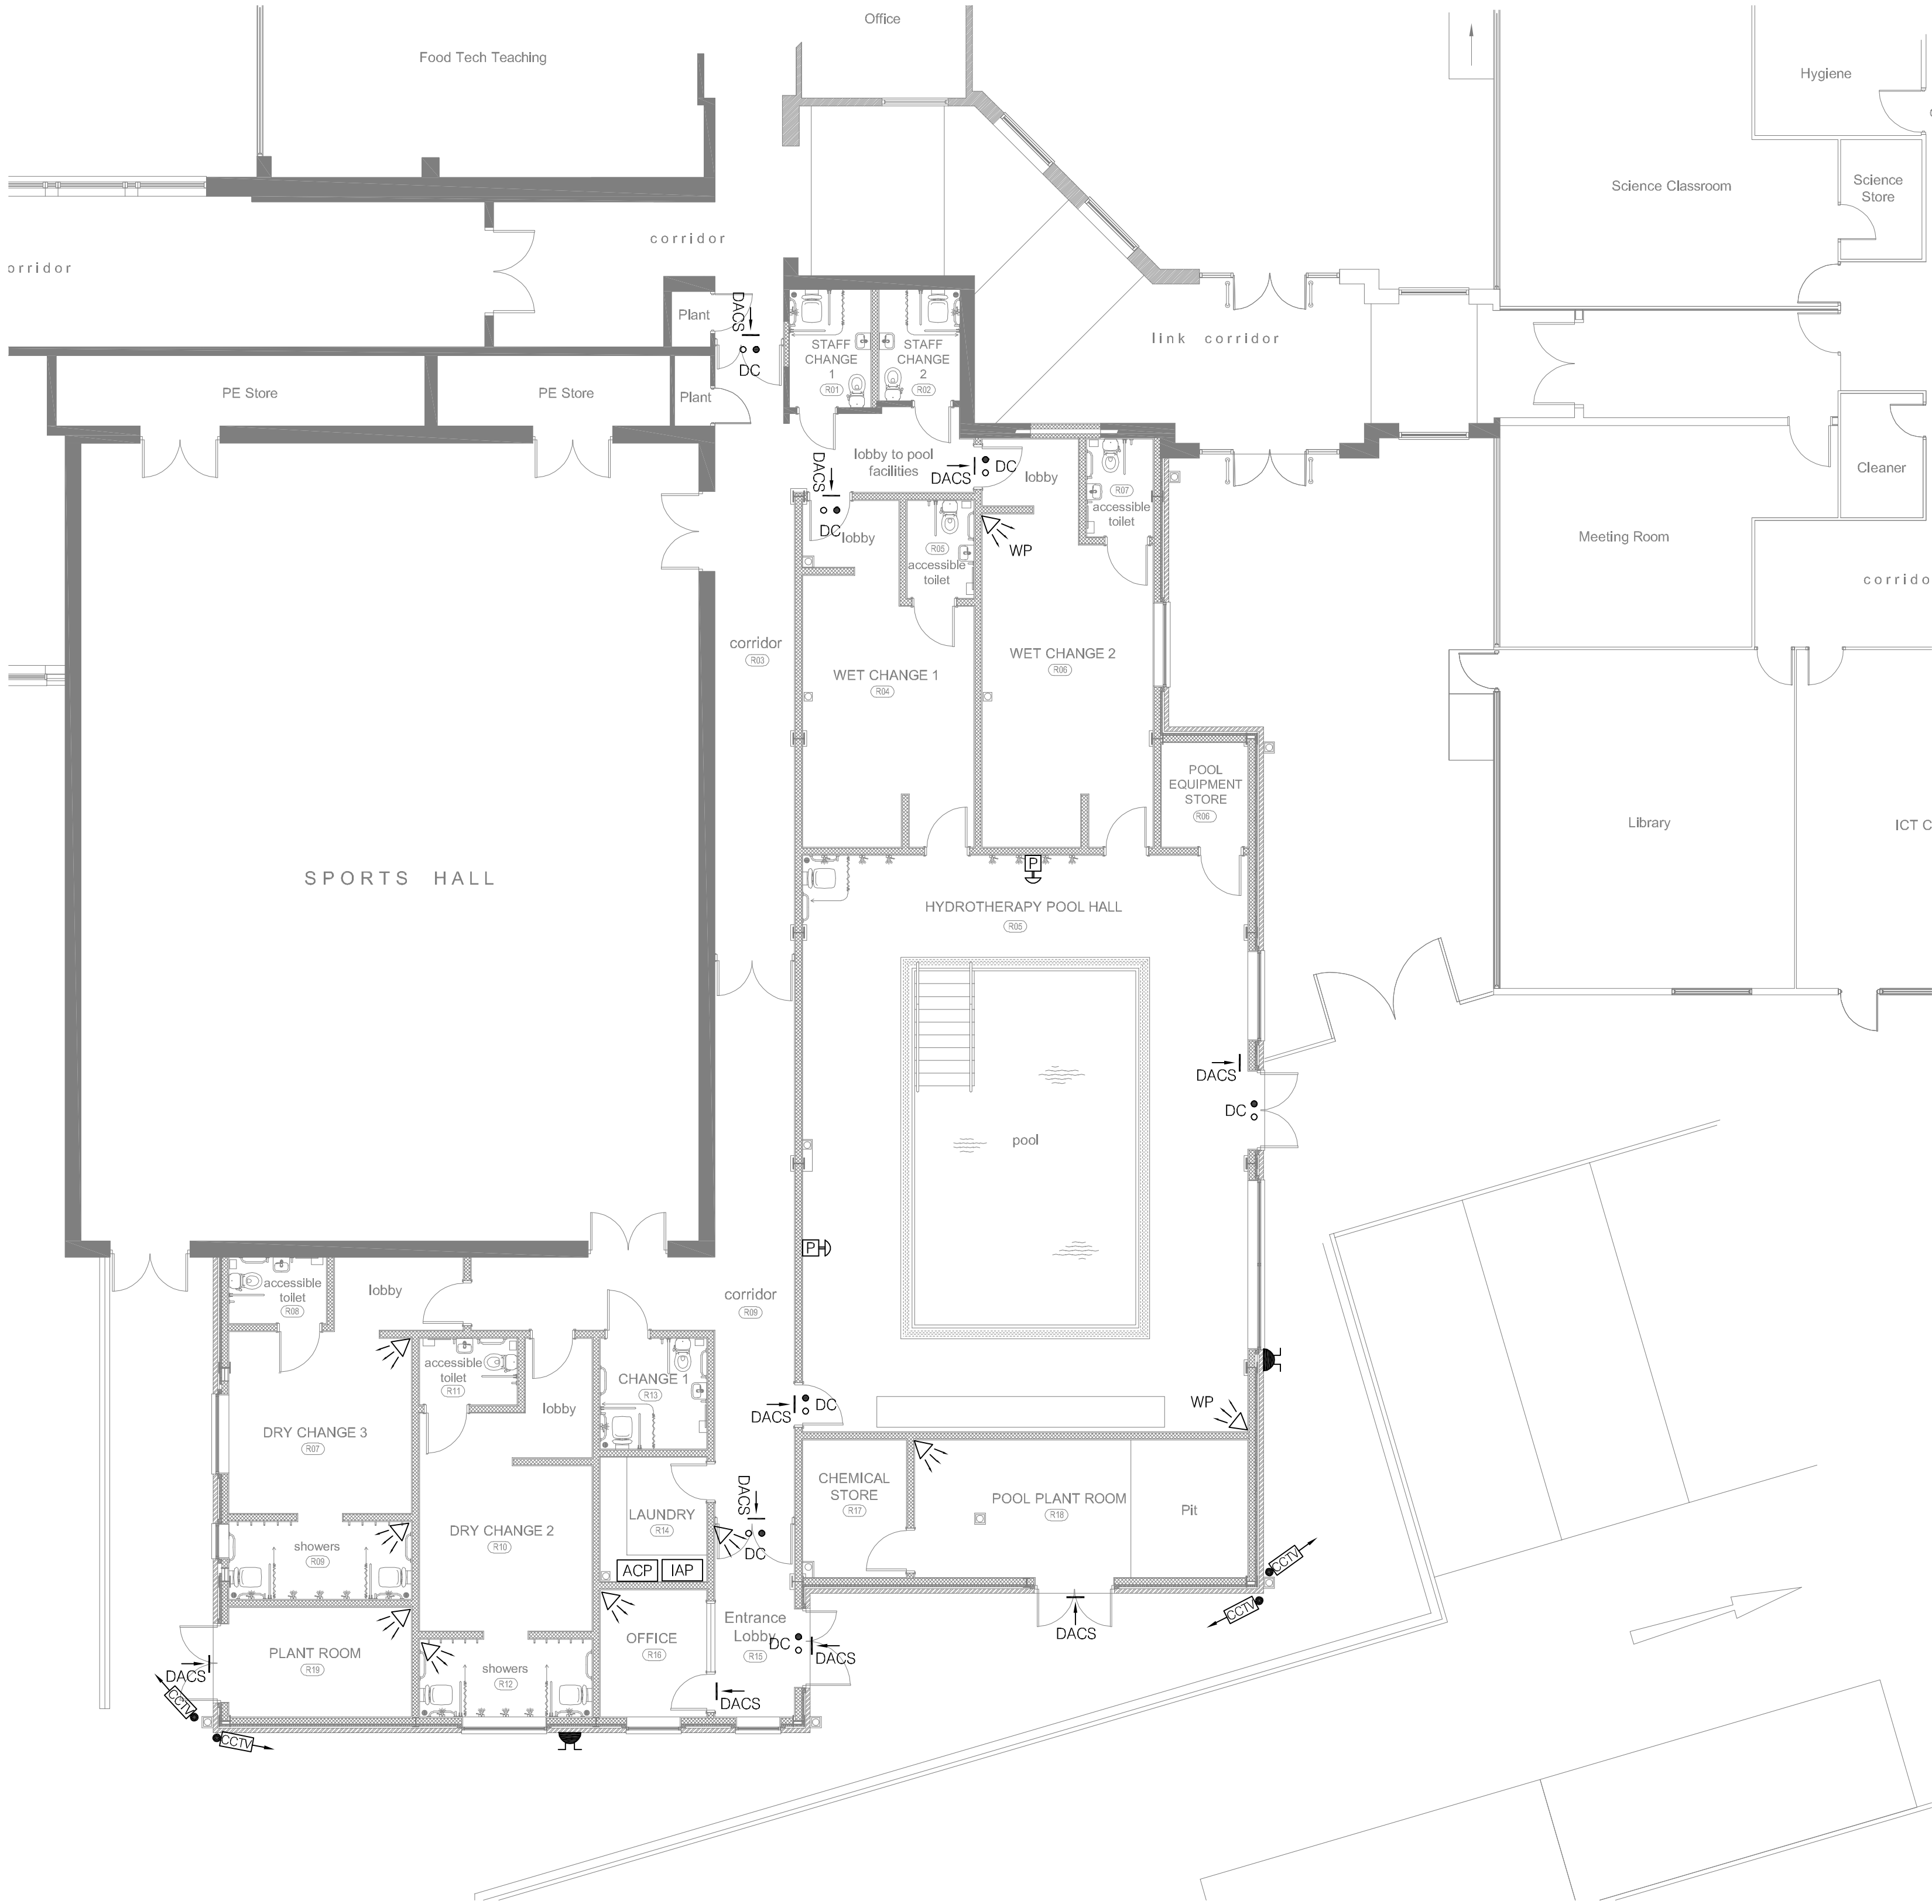 Office
Food Tech Teaching
Hygiene
Science Classroom
Science
Store
corridor
orridor
DACS
Plant
DC
STAFF
CHANGE
1
R01
STAFF
CHANGE
2
R02
link corridor
PE Store
PE Store
Plant
lobby to pool
facilities
DACS
DACS
DC
lobby
R07
accessible
toilet
Cleaner
DC
lobby
R05
accessible
toilet
WP
Meeting Room
corrido
corridor
R03
WET CHANGE 1
R04
WET CHANGE 2
R06
POOL
EQUIPMENT
STORE
R06
Library
ICT C
SPORTS HALL
P
HYDROTHERAPY POOL HALL
R05
DACS
DC
pool
P
accessible
toilet
R08
lobby
corridor
R09
accessible
toilet
R11
CHANGE 1
R13
lobby
DACS
DC
WP
DRY CHANGE 3
R07
DRY CHANGE 2
R10
LAUNDRY
R14
ACP
IAP
DACS
DC
CHEMICAL
STORE
R17
POOL PLANT ROOM
R18
Pit
showers
R09
CCTV
CCTV
PLANT ROOM
R19
DACS
CCTV
CCTV
showers
R12
OFFICE
R16
Entrance
Lobby
R15
DC
DACS
DACS
DACS